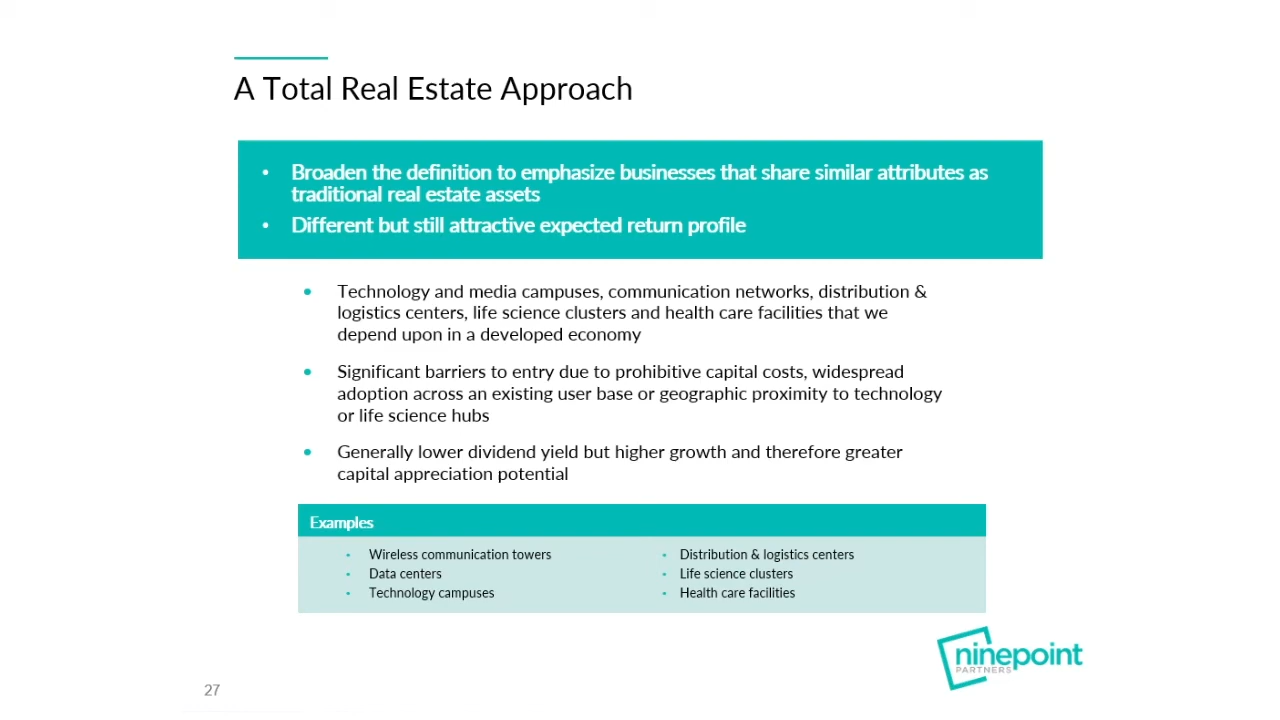 A Total Real Estate Approach
• Broaden the definition to emphasize businesses that share similar attributes as
traditional real estate assets
• Different but still attractive expected return profile
• Technology and media campuses, communication networks, distribution &
logistics centers, life science clusters and health care facilities that we
depend upon in a developed economy
• Significant barriers to entry due to prohibitive capital costs, widespread
adoption across an existing user base or geographic proximity to technology
or life science hubs
• Generally lower dividend yield but higher growth and therefore greater
capital appreciation potential
Examples
• Wireless communication towers
• Data centers
• Technology campuses
• Distribution & logistics centers
• Life science clusters
• Health care facilities
ninepoint
PARTNERS
27